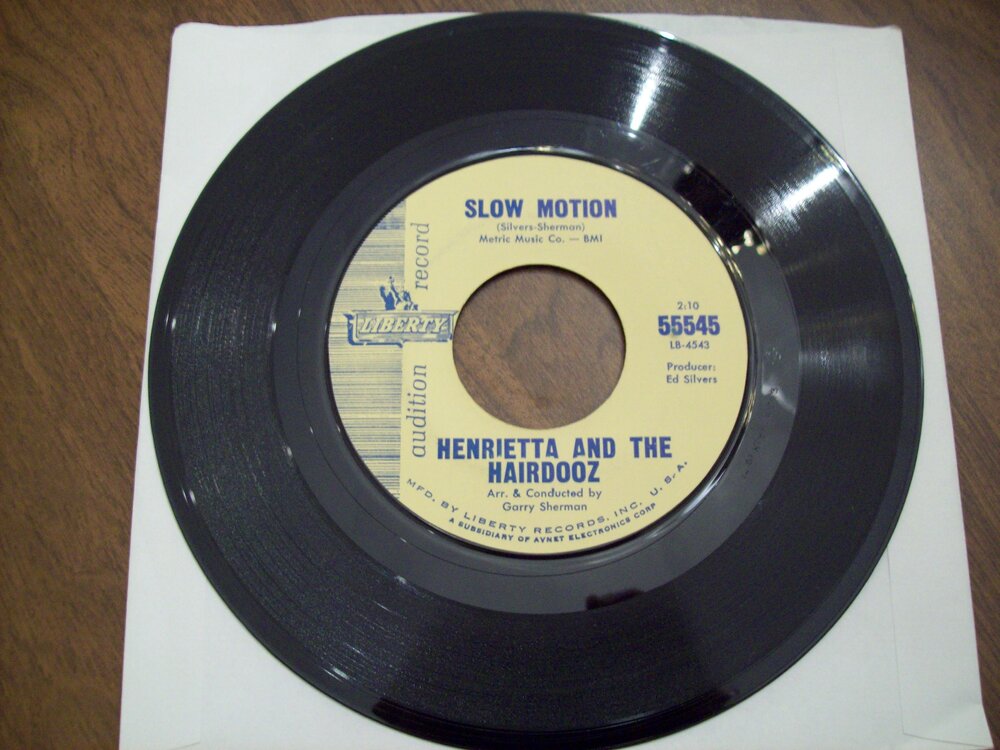 SLOW MOTION
(Silvers-Sherman)
Metric Music Co. — BMI
audition record
LIBERTY
2:10
55545
LB-4543
Producer:
Ed Silvers
HENRIETTA AND THE
HAIRDOOZ
Arr. & Conducted by
Garry Sherman
MFD. BY LIBERTY RECORDS, INC. U. S. A.
A SUBSIDIARY OF AVNET ELECTRONICS CORP